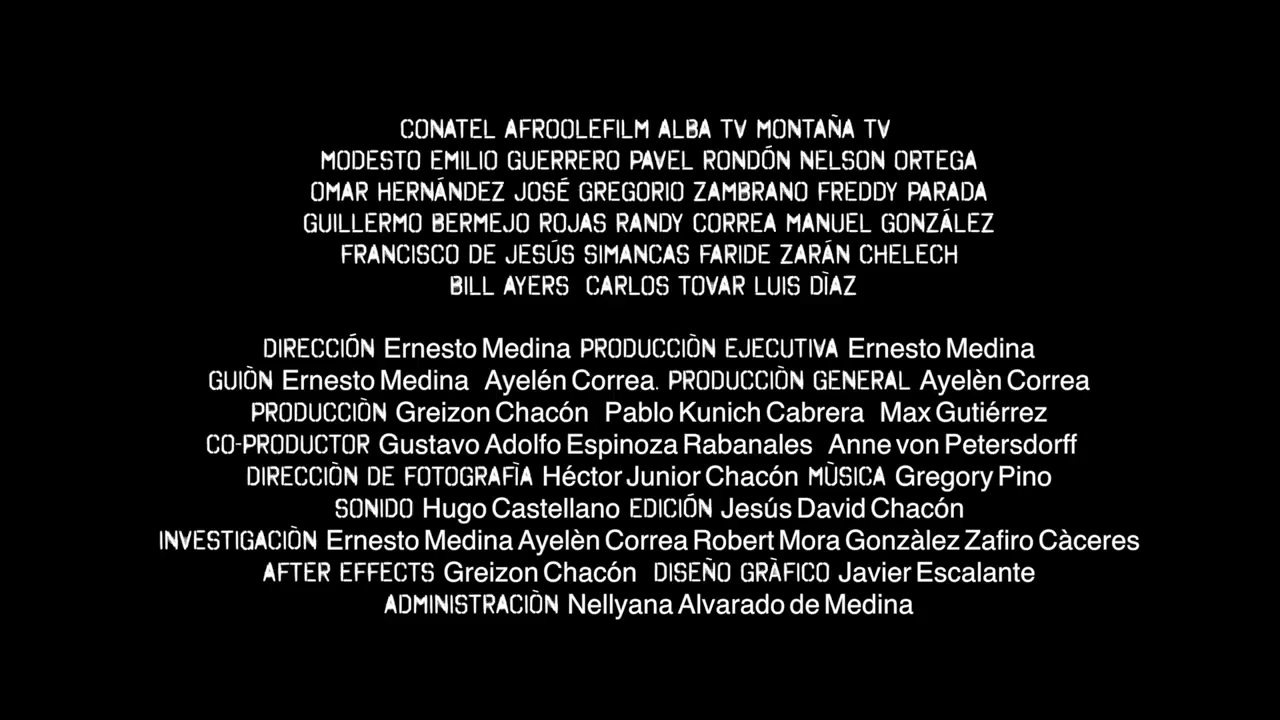 CONATEL AFROOLEFILM ALBA TV MONTAÑA TV
MODESTO EMILIO GUERRERO PAVEL RONDÓN NELSON ORTEGA
OMAR HERNÁNDEZ JOSÉ GREGORIO ZAMBRANO FREDDY PARADA
GUILLERMO BERMEJO ROJAS RANDY CORREA MANUEL GONZÁLEZ
FRANCISCO DE JESÚS SIMANCAS FARIDE ZARÁN CHELECH
BILL AYERS CARLOS TOVAR LUIS DÌAZ
DIRECCIÓN Ernesto Medina PRODUCCIÒN EJECUTIVA Ernesto Medina
GUIÒN Ernesto Medina Ayelén Correa. PRODUCCIÒN GENERAL Ayelèn Correa
PRODUCCIÒN Greizon Chacón Pablo Kunich Cabrera Max Gutiérrez
CO-PRODUCTOR Gustavo Adolfo Espinoza Rabanales Anne von Petersdorff
DIRECCIÒN DE FOTOGRAFÌA Héctor Junior Chacón MÙSICA Gregory Pino
SONIDO Hugo Castellano EDICIÓN Jesús David Chacón
INVESTIGACIÒN Ernesto Medina Ayelèn Correa Robert Mora Gonzàlez Zafiro Càceres
AFTER EFFECTS Greizon Chacón DISEÑO GRÀFICO Javier Escalante
ADMINISTRACIÒN Nellyana Alvarado de Medina